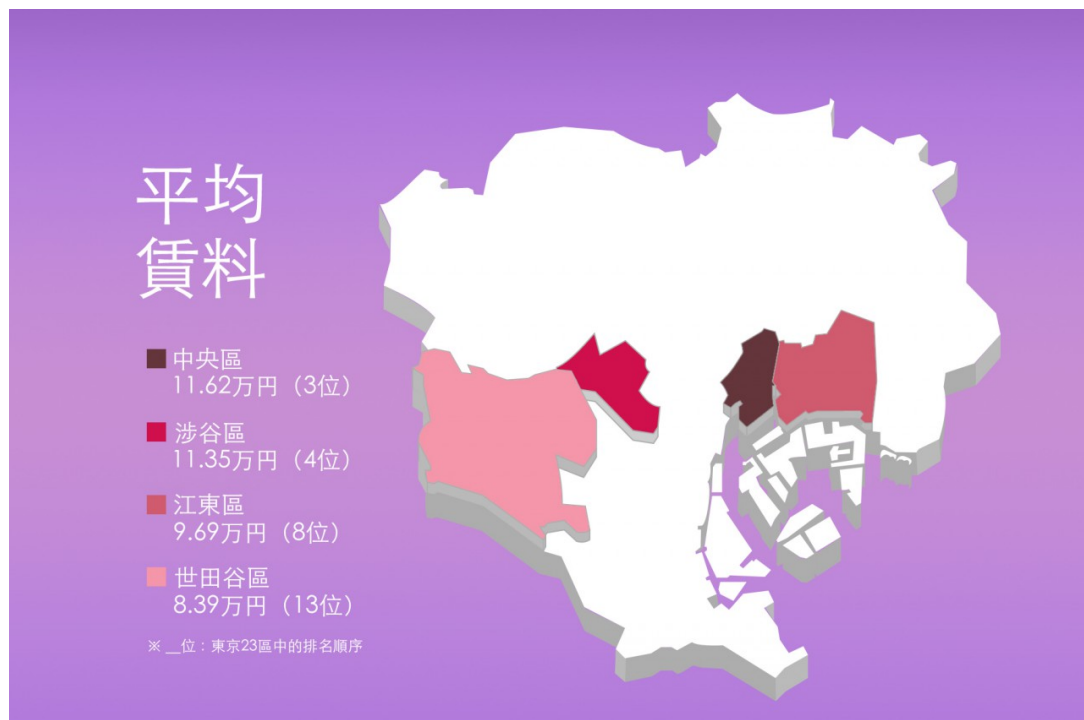 平均
賃料
中央區
11.62万円（3位）
渉谷區
11.35万円（4位）
江東區
9.69万円（8位）
世田谷區
8.39万円（13位）
※ __位：東京23區中的排名順序